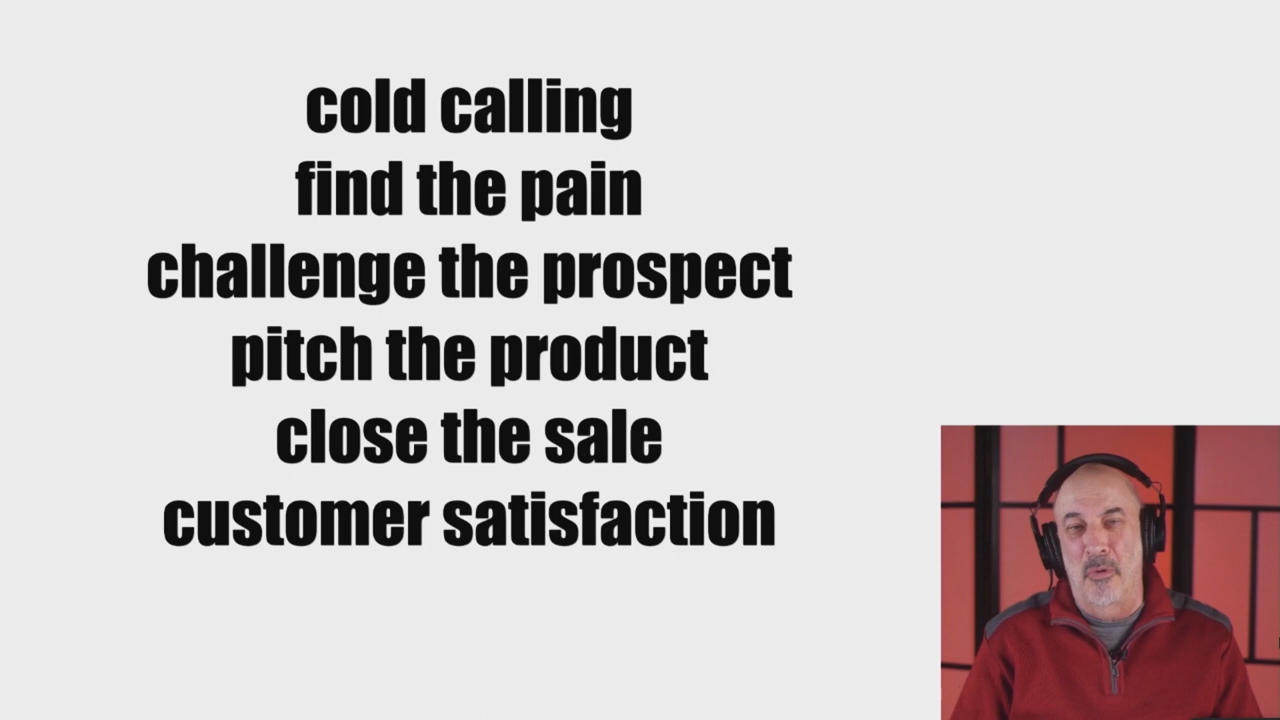 cold calling
find the pain
challenge the prospect
pitch the product
close the sale
customer satisfaction